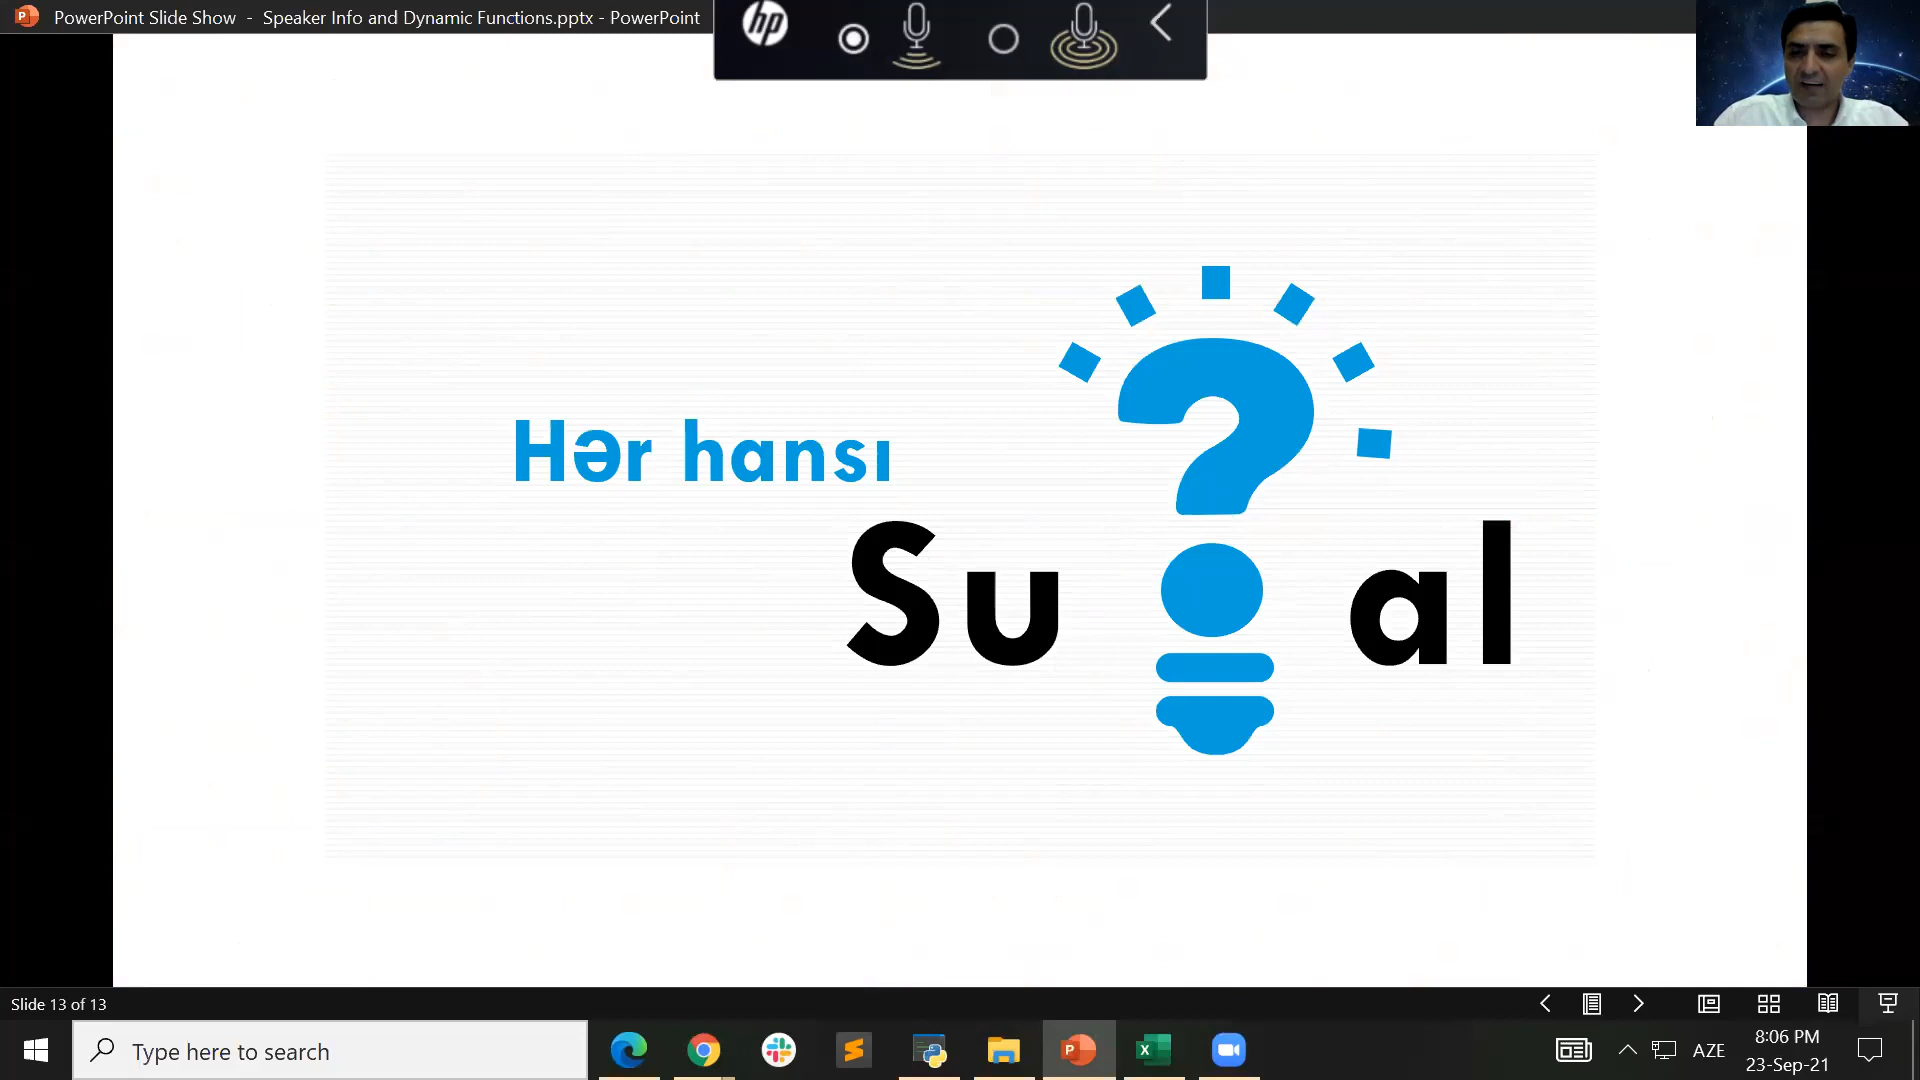 PowerPoint Slide Show - Speaker Info and Dynamic Functions.pptx - PowerPoint
hp
Hər hansı
Su ? al
Slide 13 of 13
Type here to search
AZE
8:06 PM
23-Sep-21